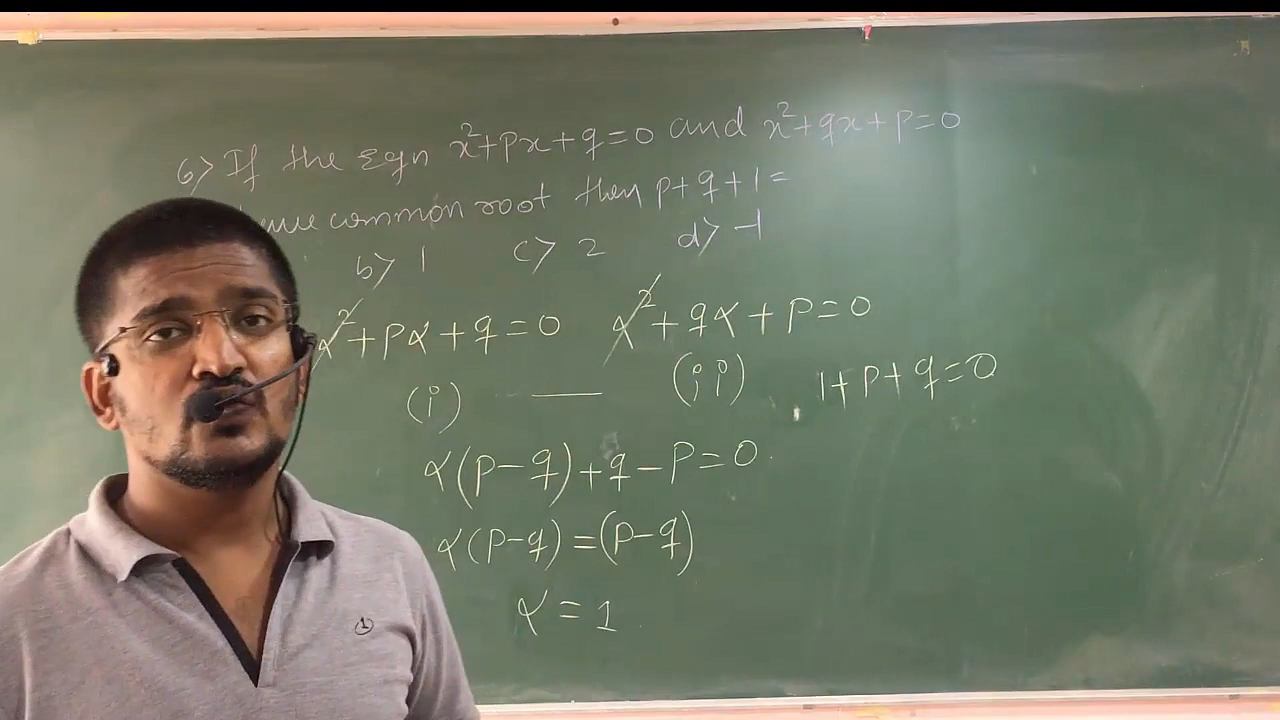 6> If the Eqn x²+px+q=0 and x²+qx+p=0
common root then p+q+1=
b> 1 c> 2 d> -1
α²+pα+q=0 α²+qα+p=0
(i) — (ii) 1+p+q=0
α(p-q)+q-p=0
α(p-q)=(p-q)
α=1
1